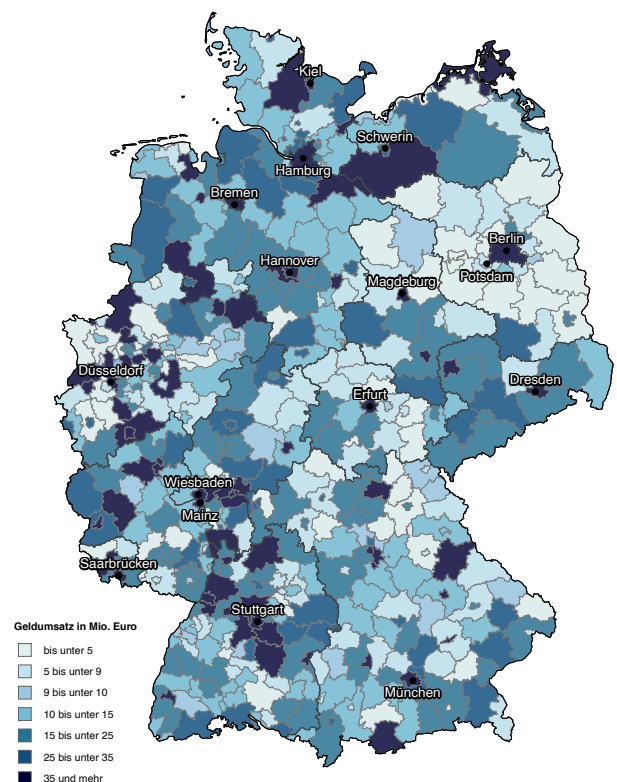 Kiel
Schwerin
Hamburg
Bremen
Berlin
Hannover
Potsdam
Magdeburg
Düsseldorf
Dresden
Erfurt
Wiesbaden
Mainz
Saarbrücken
Stuttgart
München
Geldumsatz in Mio. Euro
bis unter 5
5 bis unter 9
9 bis unter 10
10 bis unter 15
15 bis unter 25
25 bis unter 35
35 und mehr